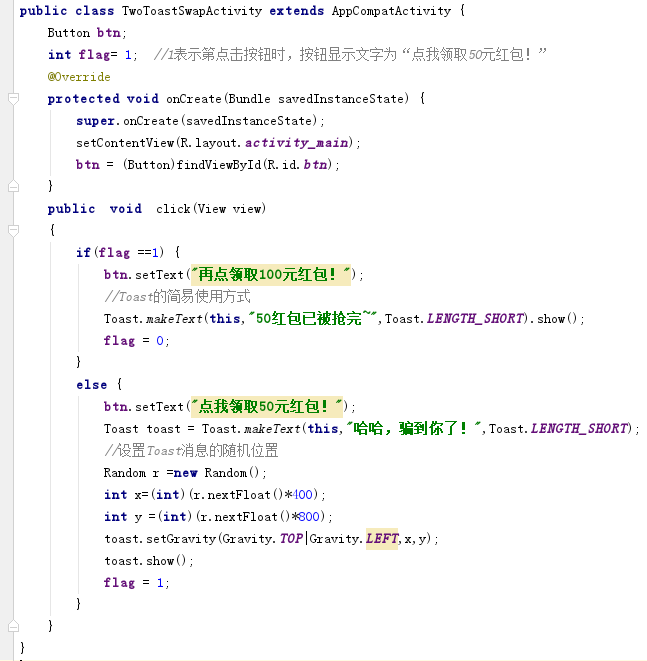 public class TwoToastSwapActivity extends AppCompatActivity {
    Button btn;
    int flag= 1;  //1表示第点击按钮时，按钮显示文字为“点我领取50元红包！”
    @Override
    protected void onCreate(Bundle savedInstanceState) {
        super.onCreate(savedInstanceState);
        setContentView(R.layout.activity_main);
        btn = (Button)findViewById(R.id.btn);
    }
    public  void  click(View view)
    {
        if(flag ==1) {
            btn.setText("再点领取100元红包！");
            //Toast的简易使用方式
            Toast.makeText(this,"50红包已被抢完~",Toast.LENGTH_SHORT).show();
            flag = 0;
        }
        else {
            btn.setText("点我领取50元红包！");
            Toast toast = Toast.makeText(this,"哈哈，骗到你了！",Toast.LENGTH_SHORT);
            //设置Toast消息的随机位置
            Random r =new Random();
            int x=(int)(r.nextFloat()*400);
            int y =(int)(r.nextFloat()*800);
            toast.setGravity(Gravity.TOP|Gravity.LEFT,x,y);
            toast.show();
            flag = 1;
        }
    }
}